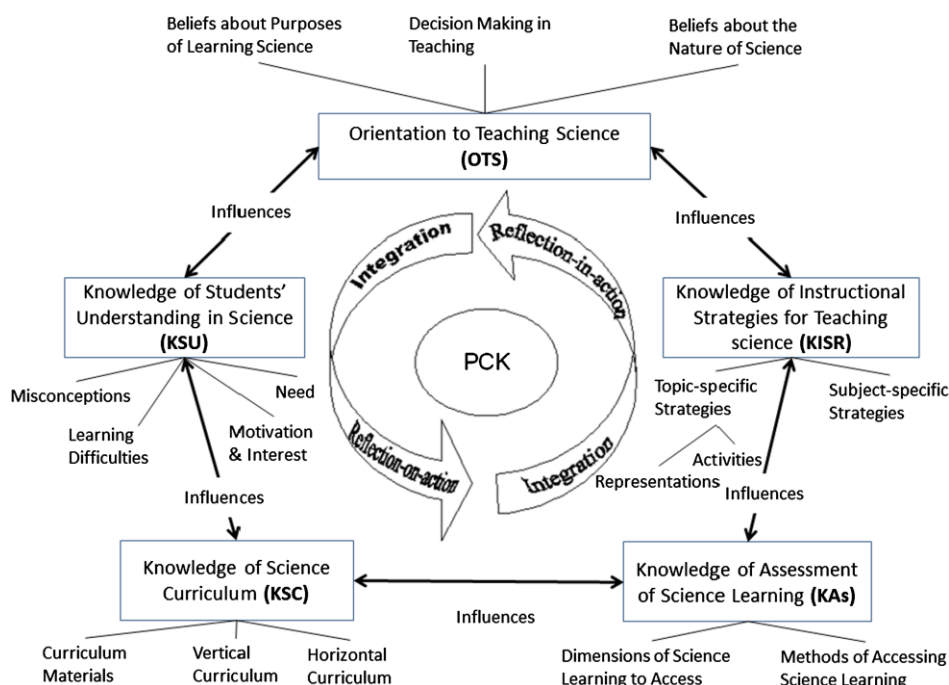 Beliefs about Purposes
of Learning Science
Decision Making in
Teaching
Beliefs about the
Nature of Science
Orientation to Teaching Science
(OTS)
Influences
Influences
Integration
Reflection-in-action
Knowledge of Students'
Understanding in Science
(KSU)
PCK
Knowledge of Instructional
Strategies for Teaching
science (KISR)
Misconceptions
Learning
Difficulties
Motivation
& Interest
Need
Topic-specific
Strategies
Subject-specific
Strategies
Representations
Activities
Reflection-on-action
Integration
Influences
Influences
Knowledge of Science
Curriculum (KSC)
Influences
Knowledge of Assessment
of Science Learning (KAs)
Curriculum
Materials
Vertical
Curriculum
Horizontal
Curriculum
Dimensions of Science
Learning to Access
Methods of Accessing
Science Learning